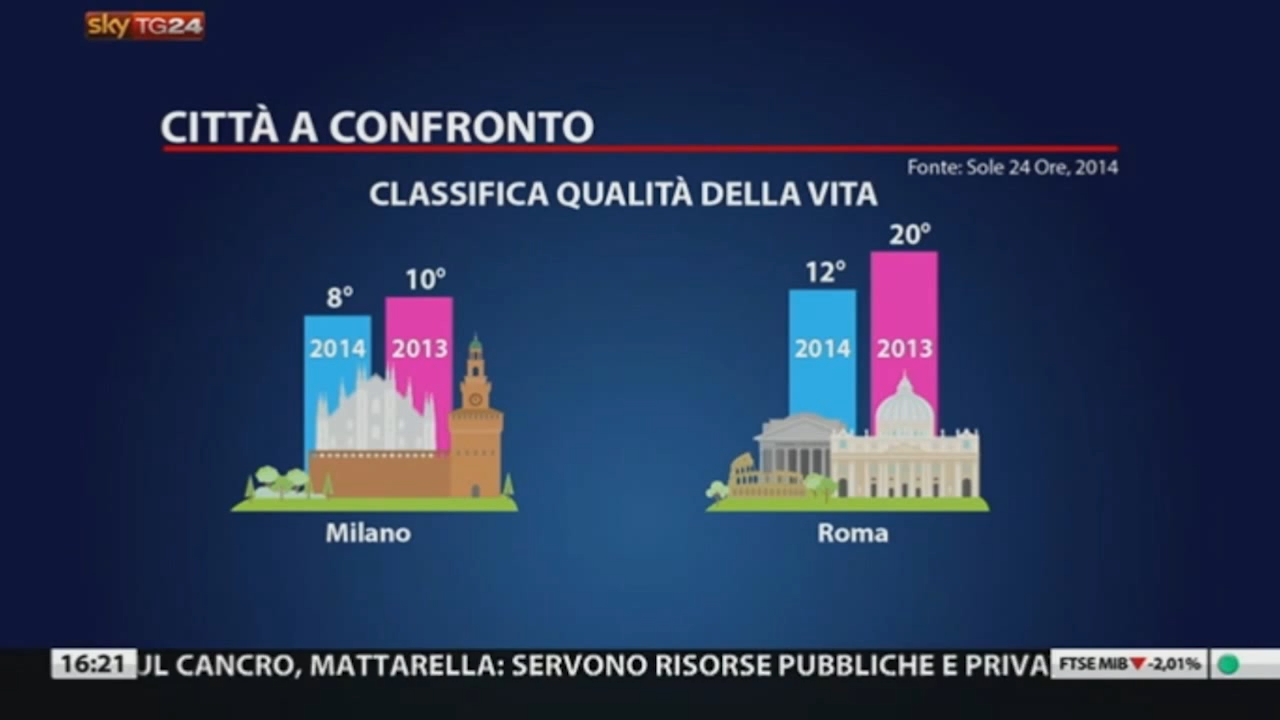 sky TG24
CITTÀ A CONFRONTO
Fonte: Sole 24 Ore, 2014
CLASSIFICA QUALITÀ DELLA VITA
8° 10° 12° 20°
2014 2013 2014 2013
Milano Roma
16:21 UL CANCRO, MATTARELLA: SERVONO RISORSE PUBBLICHE E PRIVA FTSE MIB -2,01%